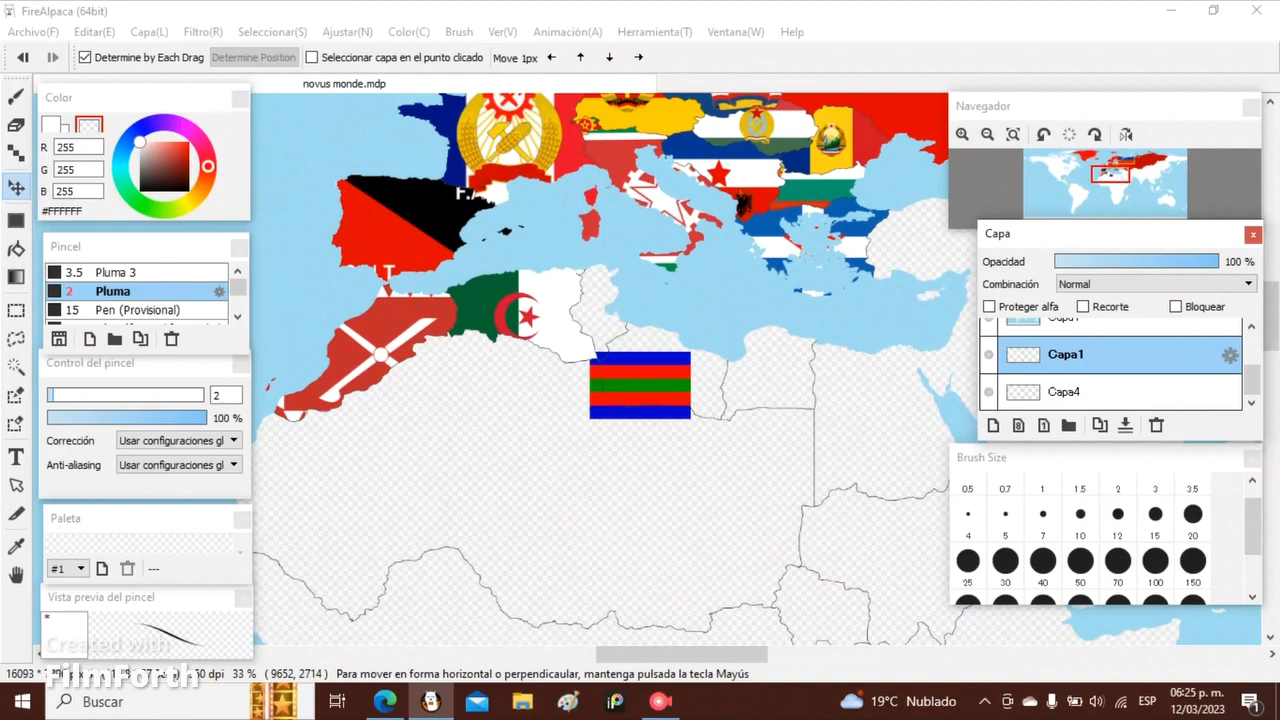 FireAlpaca (64bit)
Archivo(F) Editar(E) Capa(L) Filtro(R) Seleccionar(S) Ajustar(N) Color(C) Brush Ver(V) Animación(A) Herramienta(T) Ventana(W) Help
Determine by Each Drag Determine Position Seleccionar capa en el punto clicado Move 1px
novus monde.mdp
Color
R 255
G 255
B 255
#FFFFFF
Pincel
3.5 Pluma 3
2 Pluma
15 Pen (Provisional)
Control del pincel
2
100 %
Corrección Usar configuraciones gl
Anti-aliasing Usar configuraciones gl
Paleta
#1 ---
Vista previa del pincel
*
F.A
T
Navegador
Capa
Opacidad 100 %
Combinación Normal
Proteger alfa Recorte Bloquear
Capa1
Capa4
Brush Size
0.5 0.7 1 1.5 2 3 3.5
4 5 7 10 12 15 20
25 30 40 50 70 100 150
Created with
FilmForth
33 % ( 9652, 2714 ) Para mover en forma horizontal o perpendicular, mantenga pulsada la tecla Mayús
Buscar
19°C Nublado
ESP
06:25 p. m.
12/03/2023
1